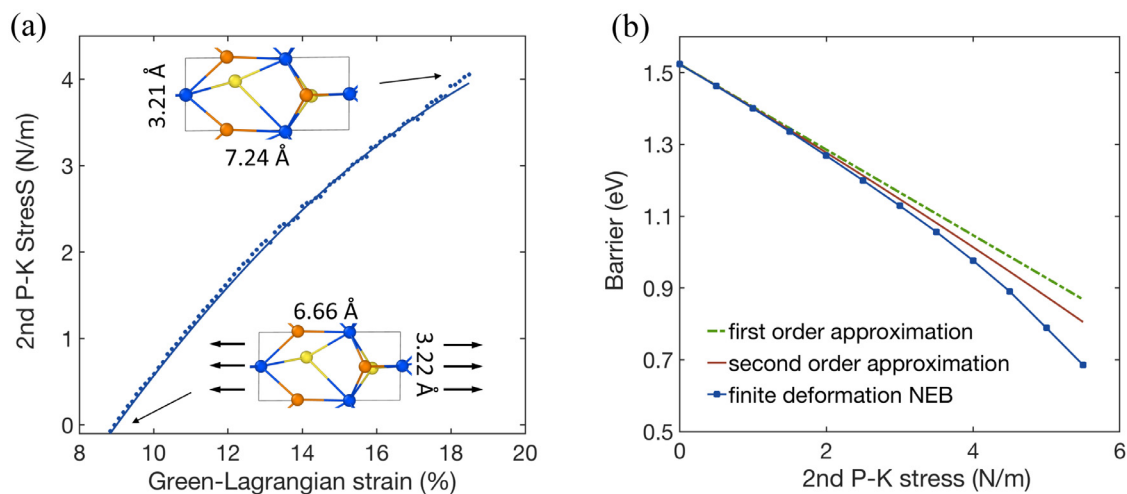 (a)
2nd P-K StresS (N/m)
4
3
2
1
0
3.21 Å
7.24 Å
6.66 Å
3.22 Å
8
10
12
14
16
18
20
Green-Lagrangian strain (%)
(b)
Barrier (eV)
1.5
1.3
1.1
0.9
0.7
0.5
first order approximation
second order approximation
finite deformation NEB
0
2
4
6
2nd P-K stress (N/m)